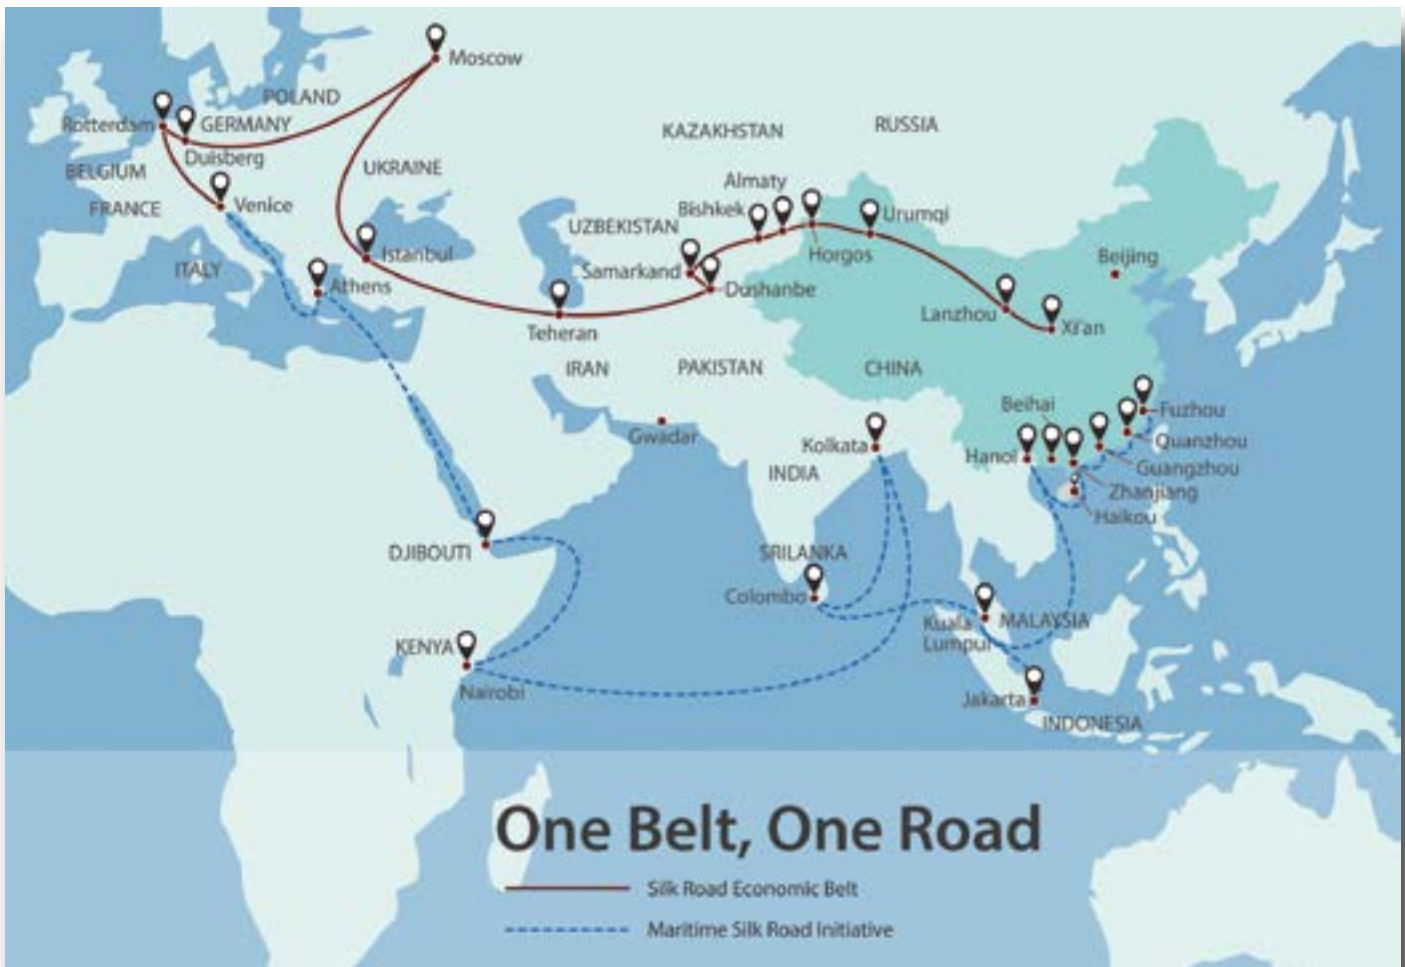 Moscow
POLAND
Rotterdam
GERMANY
Duisberg
BELGIUM
UKRAINE
FRANCE
Venice
KAZAKHSTAN
RUSSIA
Almaty
Bishkek
Urumqi
UZBEKISTAN
Horgos
Beijing
ITALY
Istanbul
Samarkand
Athens
Dushanbe
Teheran
Lanzhou
Xi'an
IRAN
PAKISTAN
CHINA
Beihai
Fuzhou
Gwadar
Kolkata
Quanzhou
Hanoi
Guangzhou
INDIA
Zhanjiang
Haikou
DJIBOUTI
SRILANKA
Colombo
Kuala
Lumpur
MALAYSIA
KENYA
Nairobi
Jakarta
INDONESIA
One Belt, One Road
Silk Road Economic Belt
Maritime Silk Road Initiative